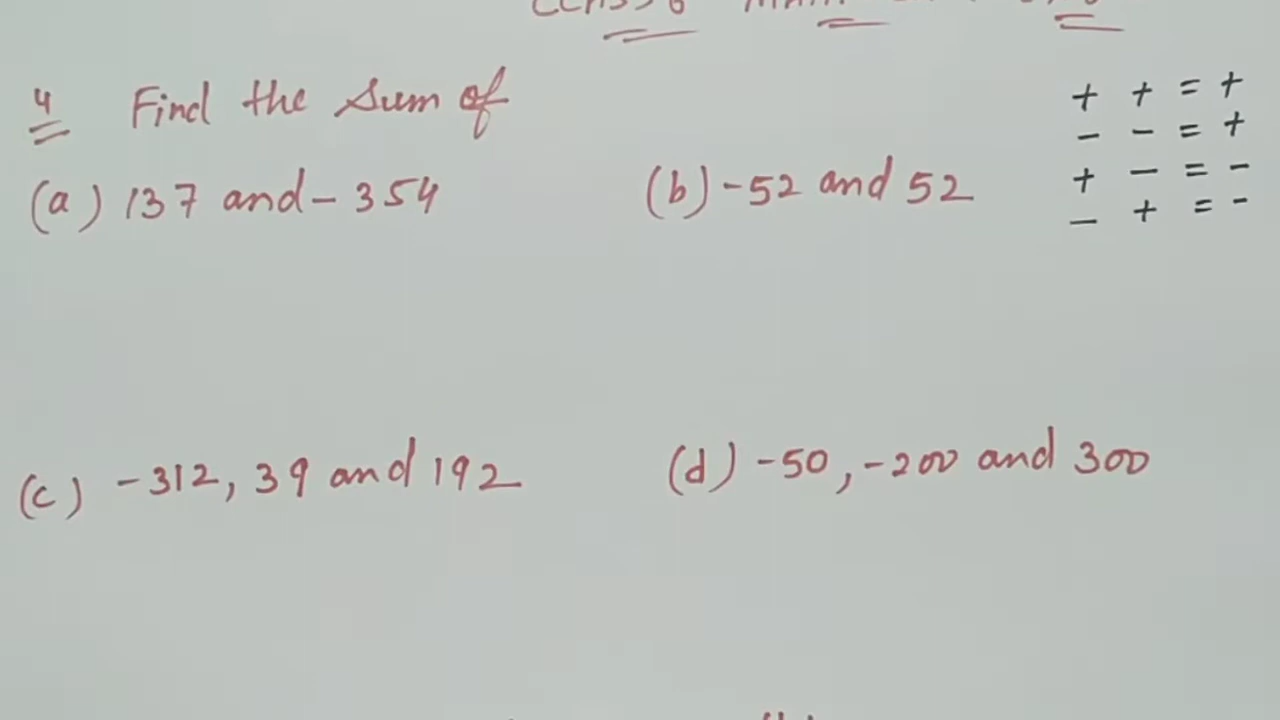 4 Find the Sum of
(a) 137 and - 354
(b) -52 and 52
+ + = +
- - = +
+ - = -
- + = -
(c) -312, 39 and 192
(d) -50, -200 and 300